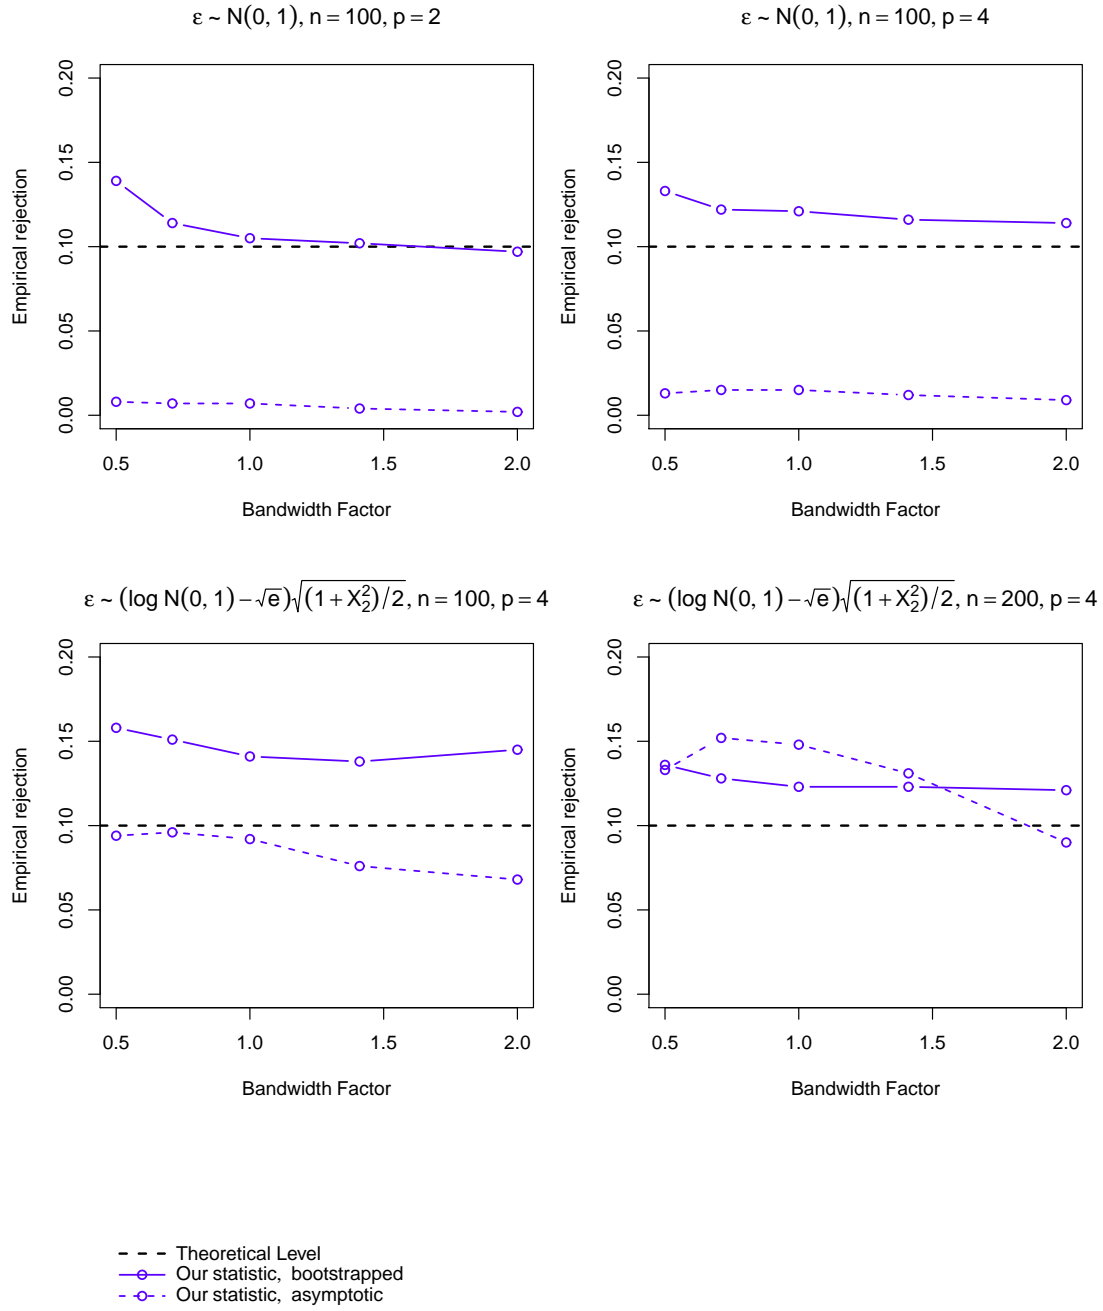 ε ~ N(0, 1), n = 100, p = 2
Empirical rejection
0.20
0.15
0.10
0.05
0.00
0.5 1.0 1.5 2.0
Bandwidth Factor
ε ~ N(0, 1), n = 100, p = 4
Empirical rejection
0.20
0.15
0.10
0.05
0.00
0.5 1.0 1.5 2.0
Bandwidth Factor
ε ~ (log N(0, 1) − √e)√(1 + X₂²)/2, n = 100, p = 4
Empirical rejection
0.20
0.15
0.10
0.05
0.00
0.5 1.0 1.5 2.0
Bandwidth Factor
ε ~ (log N(0, 1) − √e)√(1 + X₂²)/2, n = 200, p = 4
Empirical rejection
0.20
0.15
0.10
0.05
0.00
0.5 1.0 1.5 2.0
Bandwidth Factor
Theoretical Level
Our statistic, bootstrapped
Our statistic, asymptotic